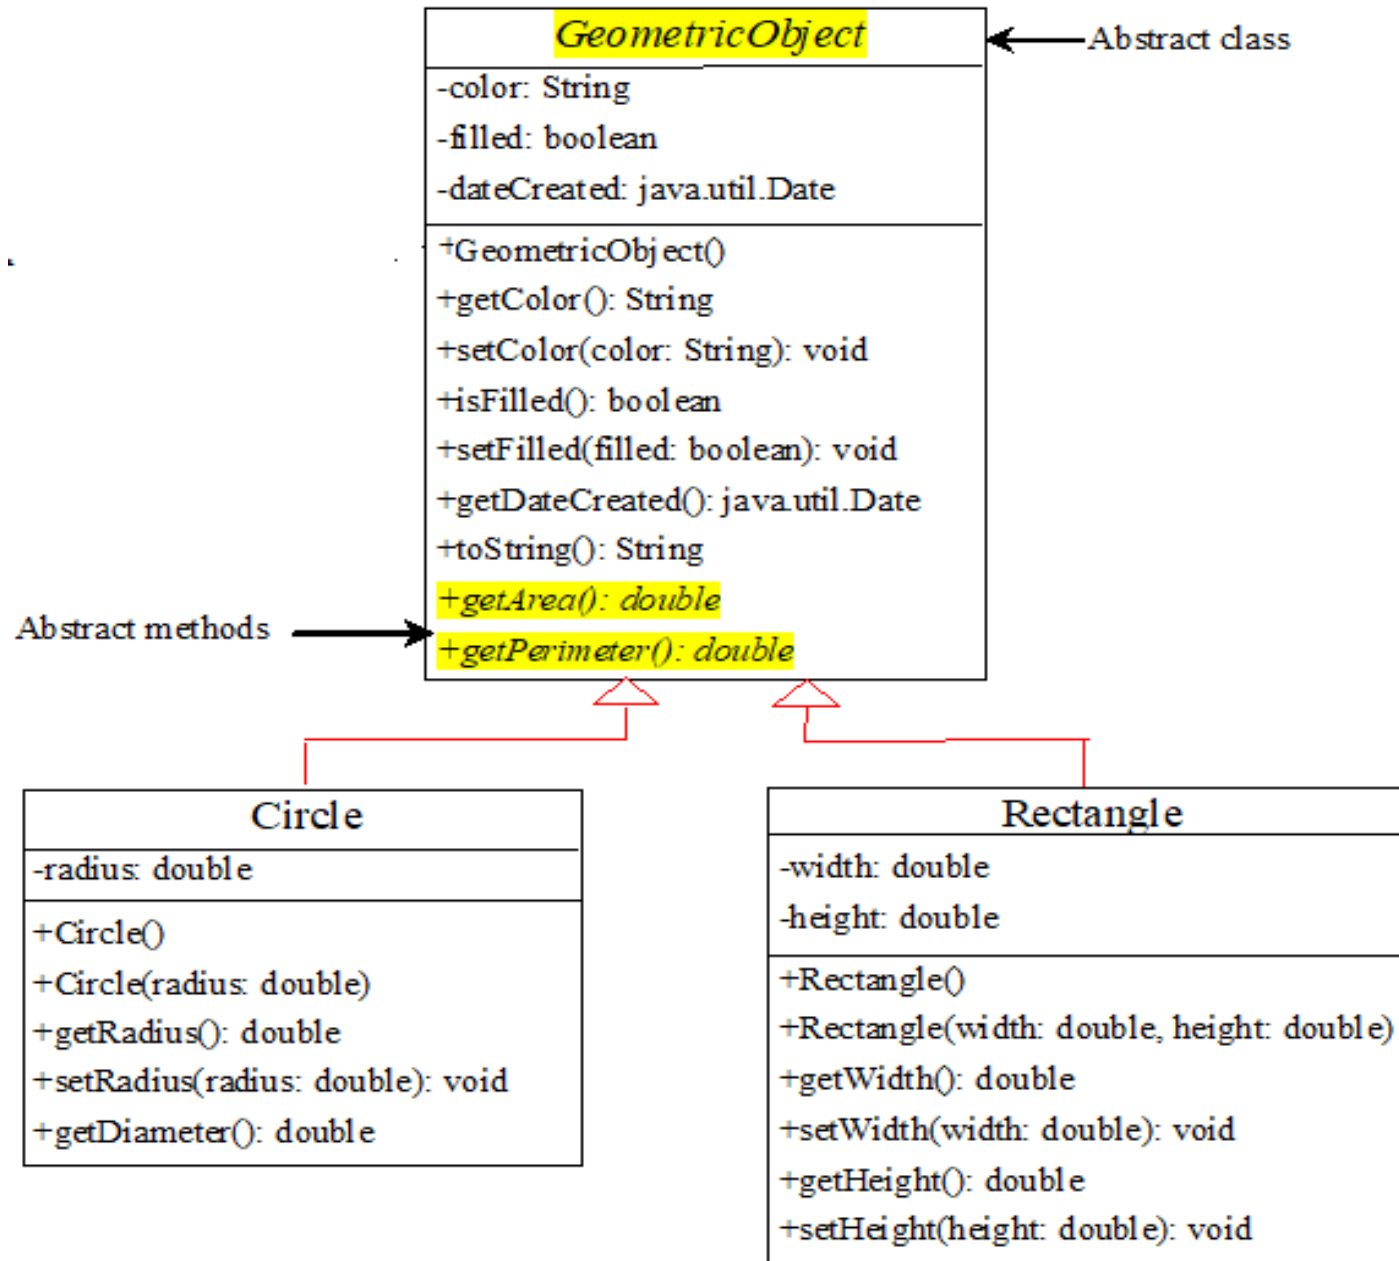 GeometricObject
Abstract class
-color: String
-filled: boolean
-dateCreated: java.util.Date
+GeometricObject()
+getColor(): String
+setColor(color: String): void
+isFilled(): boolean
+setFilled(filled: boolean): void
+getDateCreated(): java.util.Date
+toString(): String
+getArea(): double
Abstract methods
+getPerimeter(): double
Circle
-radius: double
+Circle()
+Circle(radius: double)
+getRadius(): double
+setRadius(radius: double): void
+getDiameter(): double
Rectangle
-width: double
-height: double
+Rectangle()
+Rectangle(width: double, height: double)
+getWidth(): double
+setWidth(width: double): void
+getHeight(): double
+setHeight(height: double): void